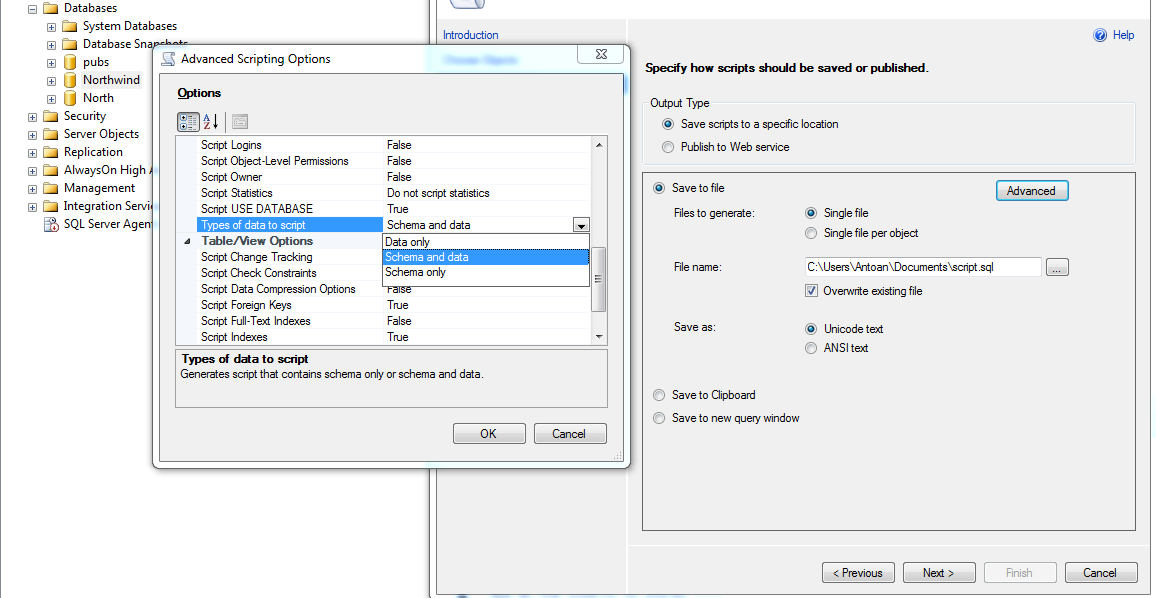 Databases
System Databases
Database Snapshots
pubs
Northwind
North
Security
Server Objects
Replication
AlwaysOn High
Management
Integration
SQL Server Agent
Advanced Scripting Options
Options
Script Logins False
Script Object-Level Permissions False
Script Owner False
Script Statistics Do not script statistics
Script USE DATABASE True
Types of data to script Schema and data
Table/View Options
Data only
Script Change Tracking
Schema and data
Script Check Constraints
Schema only
Script Data Compression Options False
Script Foreign Keys True
Script Full-Text Indexes False
Script Indexes True
Types of data to script
Generates script that contains schema only or schema and data.
OK
Cancel
Introduction
Help
Specify how scripts should be saved or published.
Output Type
Save scripts to a specific location
Publish to Web service
Save to file
Advanced
Files to generate:
Single file
Single file per object
File name:
C:\Users\Antoan\Documents\script.sql
...
Overwrite existing file
Save as:
Unicode text
ANSI text
Save to Clipboard
Save to new query window
< Previous
Next >
Finish
Cancel